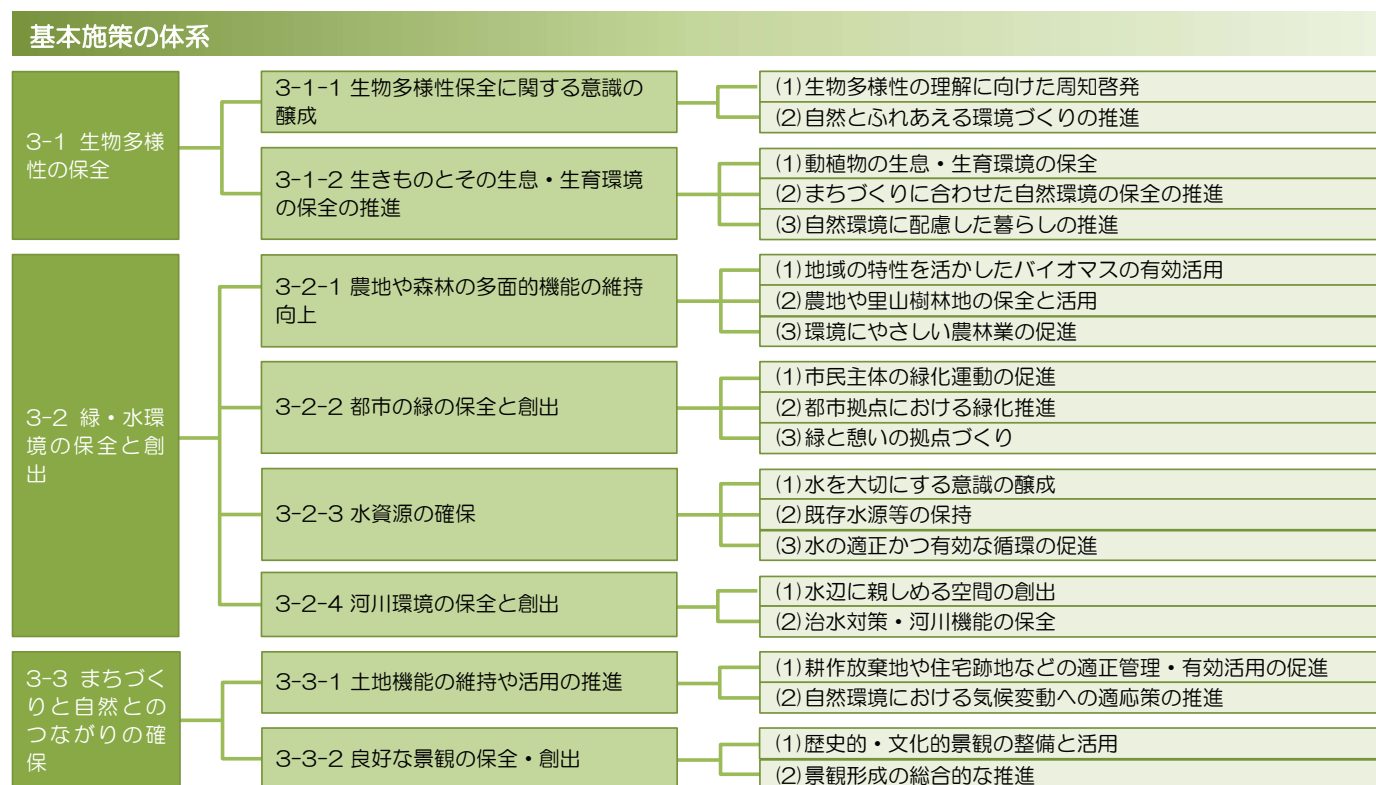 基本施策の体系
3-1 生物多様
性の保全
3-1-1 生物多様性保全に関する意識の
醸成
(1)生物多様性の理解に向けた周知啓発
(2)自然とふれあえる環境づくりの推進
3-1-2 生きものとその生息・生育環境
の保全の推進
(1)動植物の生息・生育環境の保全
(2)まちづくりに合わせた自然環境の保全の推進
(3)自然環境に配慮した暮らしの推進
3-2 緑・水環
境の保全と創
出
3-2-1 農地や森林の多面的機能の維持
向上
(1)地域の特性を活かしたバイオマスの有効活用
(2)農地や里山樹林地の保全と活用
(3)環境にやさしい農林業の促進
3-2-2 都市の緑の保全と創出
(1)市民主体の緑化運動の促進
(2)都市拠点における緑化推進
(3)緑と憩いの拠点づくり
3-2-3 水資源の確保
(1)水を大切にする意識の醸成
(2)既存水源等の保持
(3)水の適正かつ有効な循環の促進
3-2-4 河川環境の保全と創出
(1)水辺に親しめる空間の創出
(2)治水対策・河川機能の保全
3-3 まちづく
りと自然との
つながりの確
保
3-3-1 土地機能の維持や活用の推進
(1)耕作放棄地や住宅跡地などの適正管理・有効活用の促進
(2)自然環境における気候変動への適応策の推進
3-3-2 良好な景観の保全・創出
(1)歴史的・文化的景観の整備と活用
(2)景観形成の総合的な推進